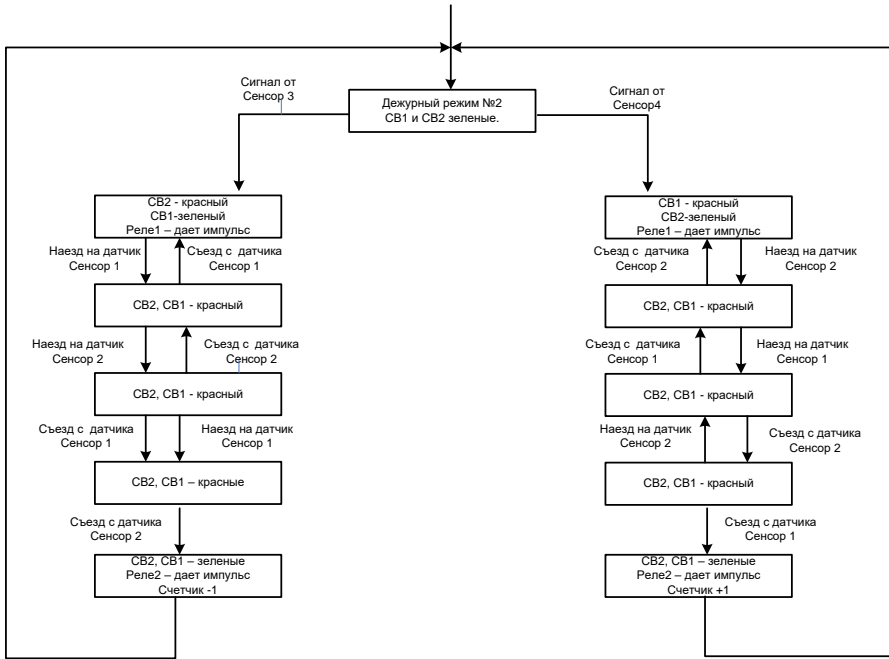 Сигнал от
Сенсор 3
Дежурный режим №2
СВ1 и СВ2 зеленые.
Сигнал от
Сенсор4
СВ2 - красный
СВ1-зеленый
Реле1 – дает импульс
Наезд на датчик
Сенсор 1
Съезд с датчика
Сенсор 1
СВ2, СВ1 - красный
Наезд на датчик
Сенсор 2
Съезд с датчика
Сенсор 2
СВ2, СВ1 - красный
Съезд с датчика
Сенсор 1
Наезд на датчик
Сенсор 1
СВ2, СВ1 – красные
Съезд с датчика
Сенсор 2
СВ2, СВ1 – зеленые
Реле2 – дает импульс
Счетчик -1
СВ1 - красный
СВ2-зеленый
Реле1 – дает импульс
Съезд с датчика
Сенсор 2
Наезд на датчик
Сенсор 2
СВ2, СВ1 - красный
Съезд с датчика
Сенсор 1
Наезд на датчик
Сенсор 1
СВ2, СВ1 - красный
Наезд на датчик
Сенсор 2
Съезд с датчика
Сенсор 2
СВ2, СВ1 - красный
Съезд с датчика
Сенсор 1
СВ2, СВ1 – зеленые
Реле2 – дает импульс
Счетчик +1